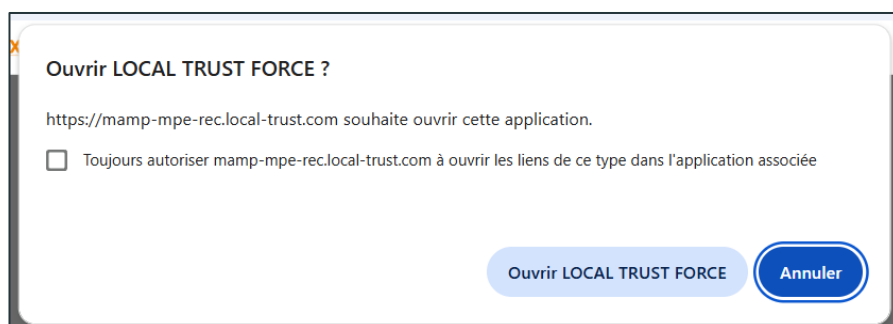 Ouvrir LOCAL TRUST FORCE ?
https://mamp-mpe-rec.local-trust.com souhaite ouvrir cette application.
Toujours autoriser mamp-mpe-rec.local-trust.com à ouvrir les liens de ce type dans l'application associée
Ouvrir LOCAL TRUST FORCE
Annuler